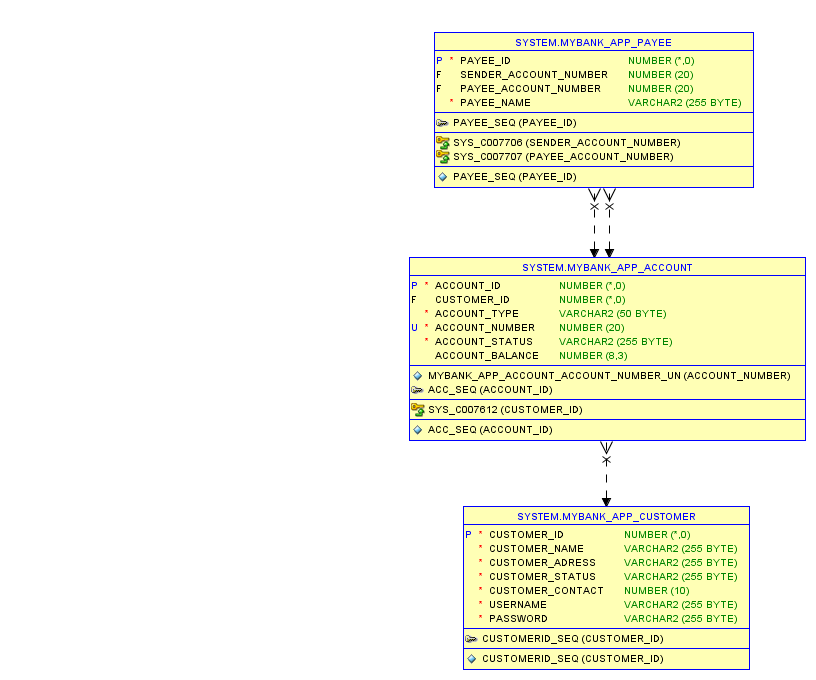 SYSTEM.MYBANK_APP_PAYEE
P * PAYEE_ID NUMBER (*,0)
F SENDER_ACCOUNT_NUMBER NUMBER (20)
F PAYEE_ACCOUNT_NUMBER NUMBER (20)
* PAYEE_NAME VARCHAR2 (255 BYTE)
PAYEE_SEQ (PAYEE_ID)
SYS_C007706 (SENDER_ACCOUNT_NUMBER)
SYS_C007707 (PAYEE_ACCOUNT_NUMBER)
PAYEE_SEQ (PAYEE_ID)
SYSTEM.MYBANK_APP_ACCOUNT
P * ACCOUNT_ID NUMBER (*,0)
F CUSTOMER_ID NUMBER (*,0)
* ACCOUNT_TYPE VARCHAR2 (50 BYTE)
U * ACCOUNT_NUMBER NUMBER (20)
* ACCOUNT_STATUS VARCHAR2 (255 BYTE)
ACCOUNT_BALANCE NUMBER (8,3)
MYBANK_APP_ACCOUNT_ACCOUNT_NUMBER_UN (ACCOUNT_NUMBER)
ACC_SEQ (ACCOUNT_ID)
SYS_C007612 (CUSTOMER_ID)
ACC_SEQ (ACCOUNT_ID)
SYSTEM.MYBANK_APP_CUSTOMER
P * CUSTOMER_ID NUMBER (*,0)
* CUSTOMER_NAME VARCHAR2 (255 BYTE)
* CUSTOMER_ADRESS VARCHAR2 (255 BYTE)
* CUSTOMER_STATUS VARCHAR2 (255 BYTE)
* CUSTOMER_CONTACT NUMBER (10)
* USERNAME VARCHAR2 (255 BYTE)
* PASSWORD VARCHAR2 (255 BYTE)
CUSTOMERID_SEQ (CUSTOMER_ID)
CUSTOMERID_SEQ (CUSTOMER_ID)